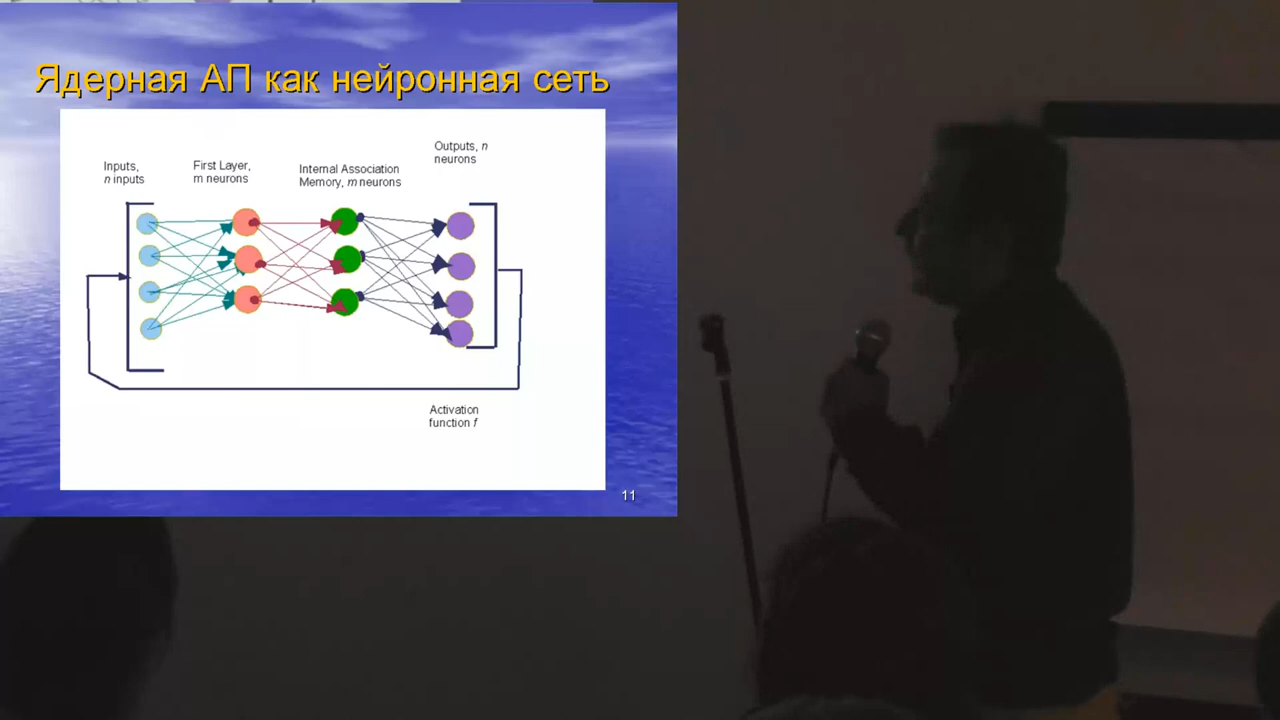 Ядерная АП как нейронная сеть
Inputs,
n inputs
First Layer,
m neurons
Internal Association
Memory, m neurons
Outputs, n
neurons
Activation
function f
11